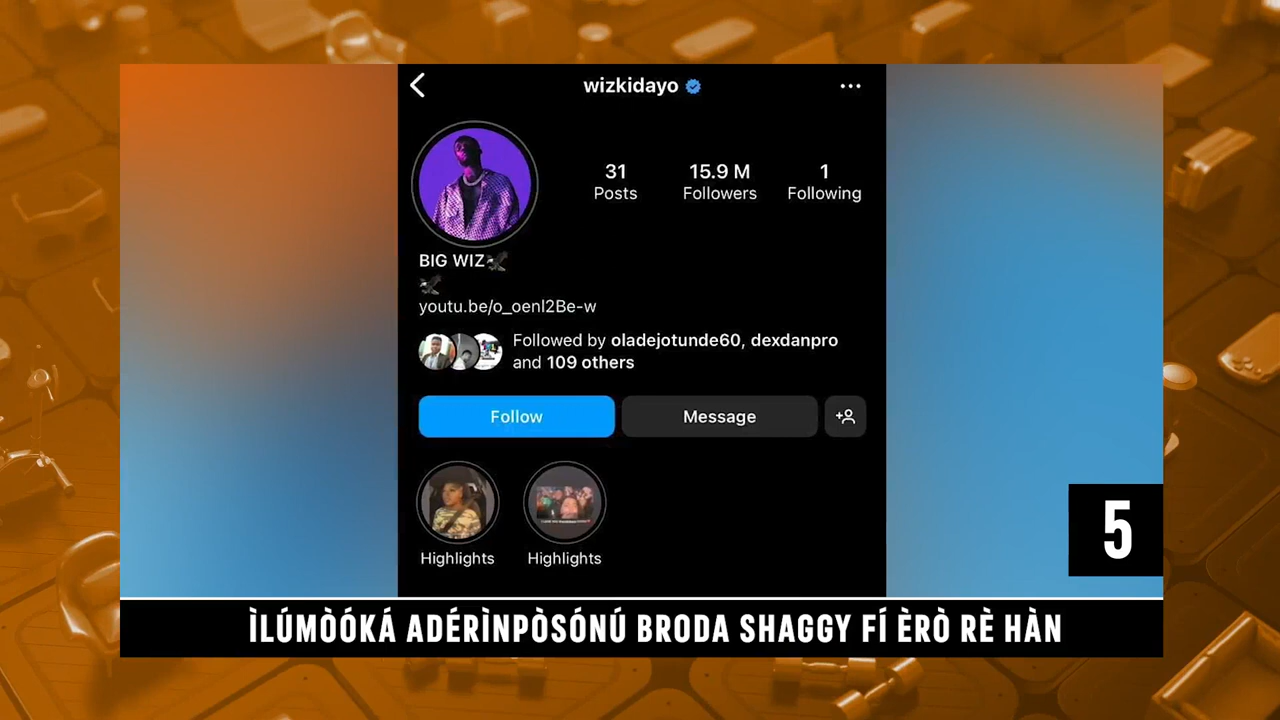 wizkidayo
31 15.9 M 1
Posts Followers Following
BIG WIZ
youtu.be/o_oenl2Be-w
Followed by oladejotunde60, dexdanpro
and 109 others
Follow Message
Highlights Highlights
5
ÌLÚMÒÓKÁ ADÉRÌNPÒSÓNÚ BRODA SHAGGY FÍ ÈRÒ RÈ HÀN